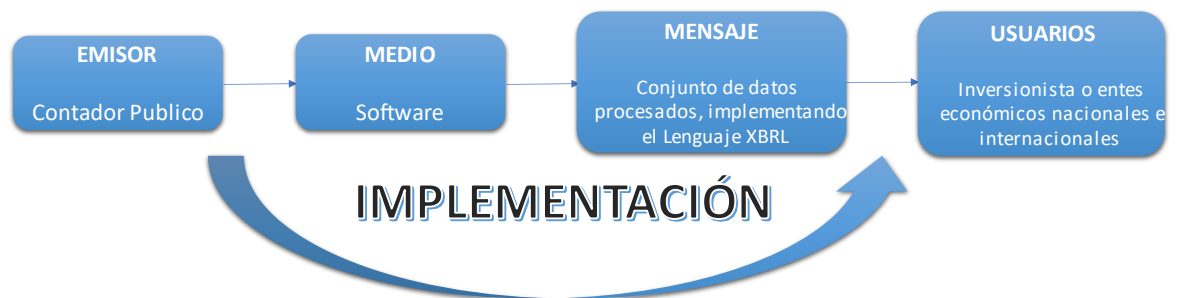 EMISOR
Contador Publico
MEDIO
Software
MENSAJE
Conjunto de datos
procesados, implementando
el Lenguaje XBRL
USUARIOS
Inversionista o entes
económicos nacionales e
internacionales
IMPLEMENTACIÓN